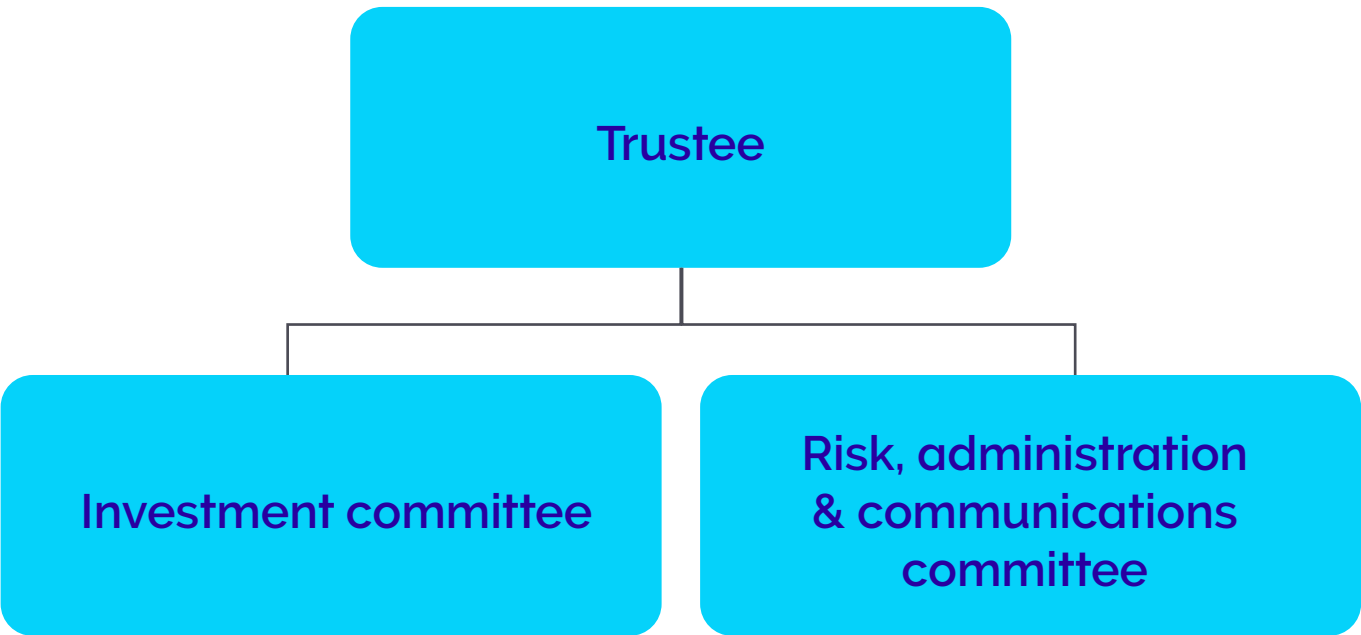 Trustee
Investment committee
Risk, administration
& communications
committee